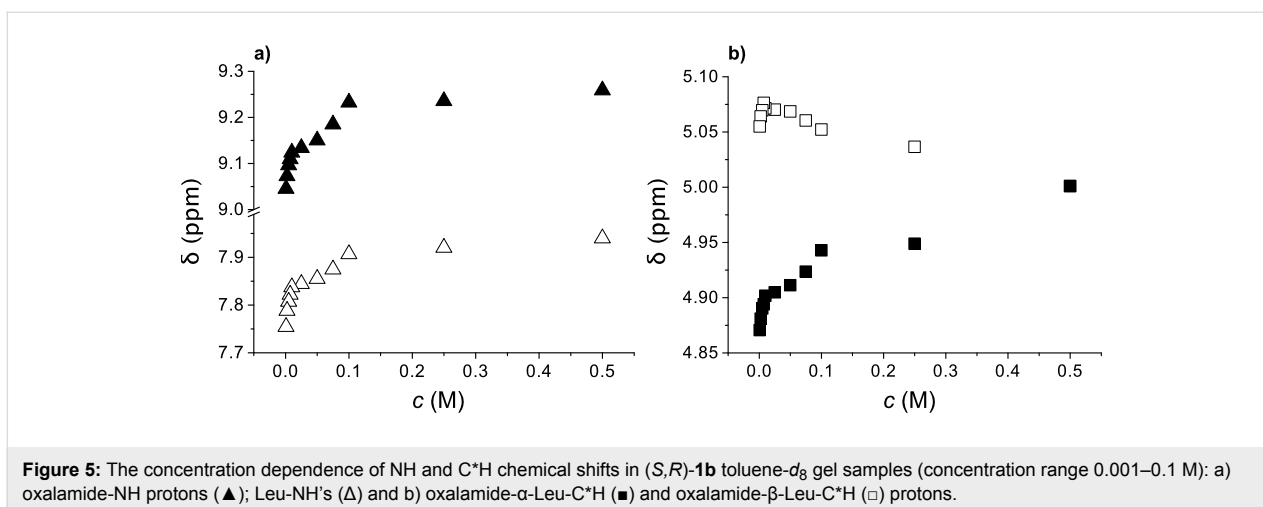 a)
9.3
9.2
9.1
9.0
7.9
7.8
7.7
δ (ppm)
0.0 0.1 0.2 0.3 0.4 0.5
c (M)
b)
5.10
5.05
5.00
4.95
4.90
4.85
δ (ppm)
0.0 0.1 0.2 0.3 0.4 0.5
c (M)
Figure 5: The concentration dependence of NH and C*H chemical shifts in (S,R)-1b toluene-d₈ gel samples (concentration range 0.001–0.1 M): a)
oxalamide-NH protons (▲); Leu-NH’s (Δ) and b) oxalamide-α-Leu-C*H (■) and oxalamide-β-Leu-C*H (□) protons.